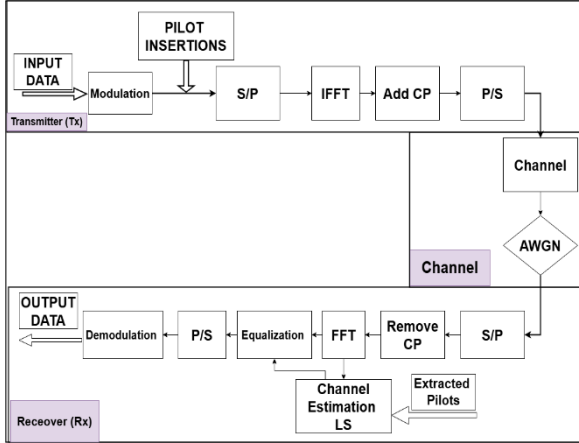 PILOT
INSERTIONS
INPUT
DATA
Modulation
S/P
IFFT
Add CP
P/S
Transmitter (Tx)
Channel
AWGN
Channel
OUTPUT
DATA
Demodulation
P/S
Equalization
FFT
Remove
CP
S/P
Channel
Estimation
LS
Extracted
Pilots
Receover (Rx)